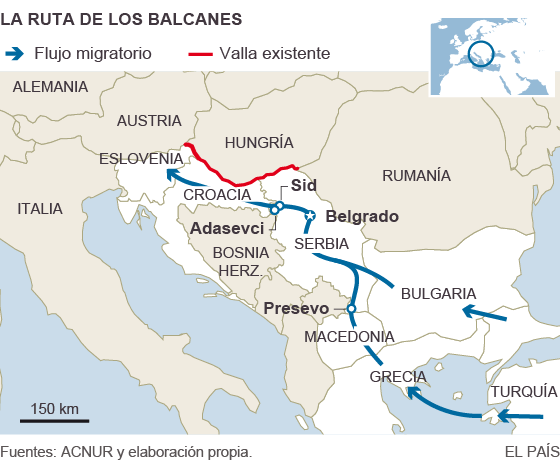 LA RUTA DE LOS BALCANES
Flujo migratorio
Valla existente
ALEMANIA
AUSTRIA
HUNGRÍA
ESLOVENIA
RUMANÍA
Sid
CROACIA
ITALIA
Belgrado
Adasevci
SERBIA
BOSNIA
HERZ.
BULGARIA
Presevo
MACEDONIA
GRECIA
TURQUÍA
150 km
Fuentes: ACNUR y elaboración propia.
EL PAÍS